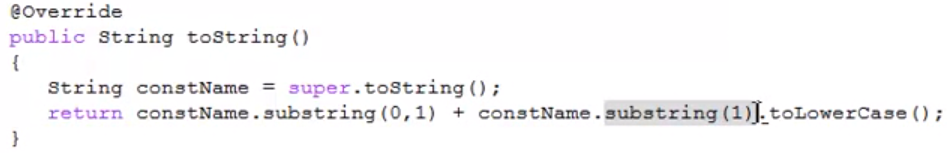 @Override
public String toString()
{
String constName = super.toString();
return constName.substring(0,1) + constName.substring(1).toLowerCase();
}